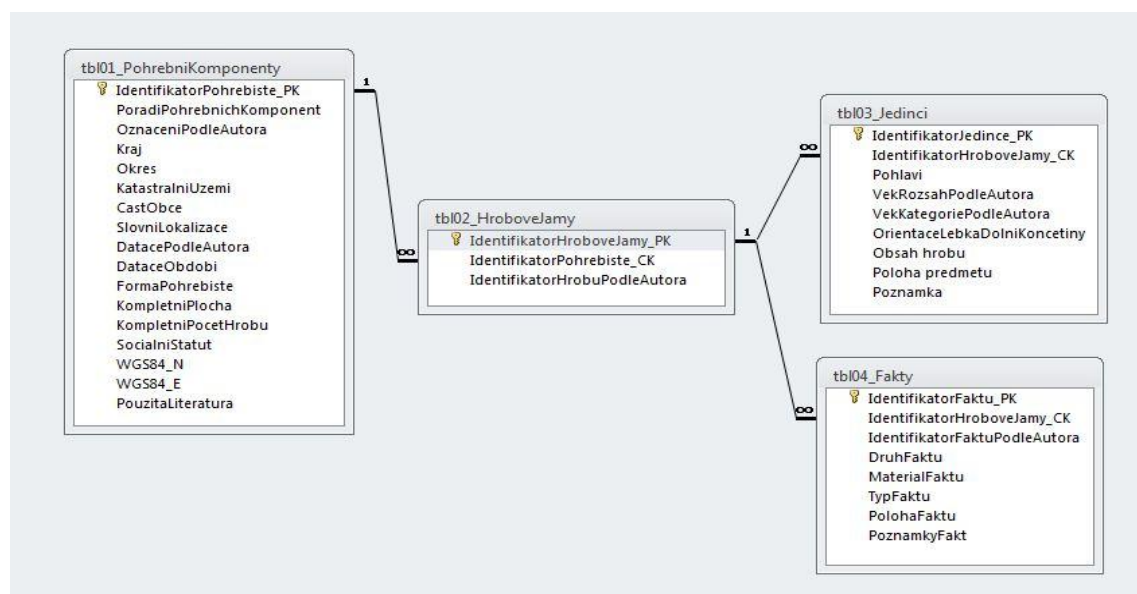 tbl01_PohrebniKomponenty
IdentifikatorPohrebiste_PK
PoradiPohrebnichKomponent
OznaceniPodleAutora
Kraj
Okres
KatastralniUzemi
CastObce
SlovniLokalizace
DatacePodleAutora
DataceObdobi
FormaPohrebiste
KompletniPlocha
KompletniPocetHrobu
SocialniStatut
WGS84_N
WGS84_E
PouzitaLiteratura
1
∞
tbl02_HroboveJamy
IdentifikatorHroboveJamy_PK
IdentifikatorPohrebiste_CK
IdentifikatorHrobuPodleAutora
1
∞
∞
tbl03_Jedinci
IdentifikatorJedince_PK
IdentifikatorHroboveJamy_CK
Pohlavi
VekRozsahPodleAutora
VekKategoriePodleAutora
OrientaceLebkaDolniKoncetiny
Obsah hrobu
Poloha predmetu
Poznamka
tbl04_Fakty
IdentifikatorFaktu_PK
IdentifikatorHroboveJamy_CK
IdentifikatorFaktuPodleAutora
DruhFaktu
MaterialFaktu
TypFaktu
PolohaFaktu
PoznamkyFakt